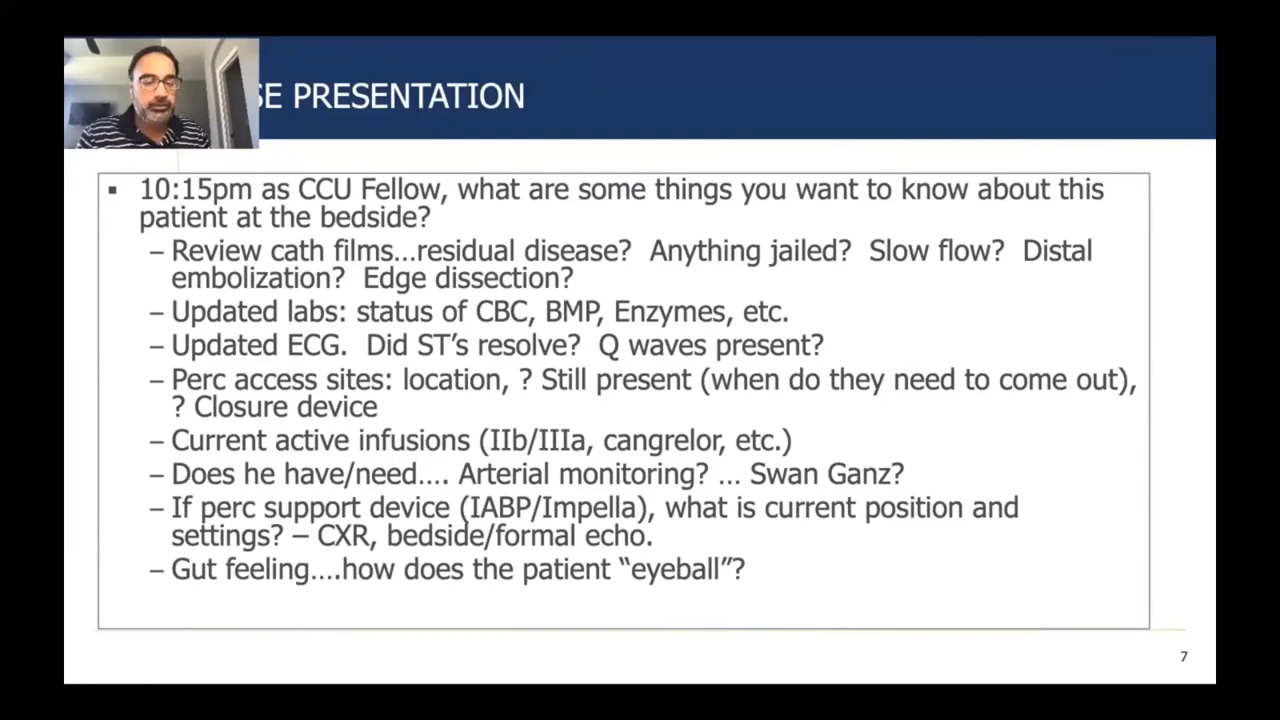 SE PRESENTATION
▪ 10:15pm as CCU Fellow, what are some things you want to know about this
patient at the bedside?
– Review cath films...residual disease? Anything jailed? Slow flow? Distal
embolization? Edge dissection?
– Updated labs: status of CBC, BMP, Enzymes, etc.
– Updated ECG. Did ST’s resolve? Q waves present?
– Perc access sites: location, ? Still present (when do they need to come out),
? Closure device
– Current active infusions (IIb/IIIa, cangrelor, etc.)
– Does he have/need.... Arterial monitoring? ... Swan Ganz?
– If perc support device (IABP/Impella), what is current position and
settings? – CXR, bedside/formal echo.
– Gut feeling....how does the patient “eyeball”?
7